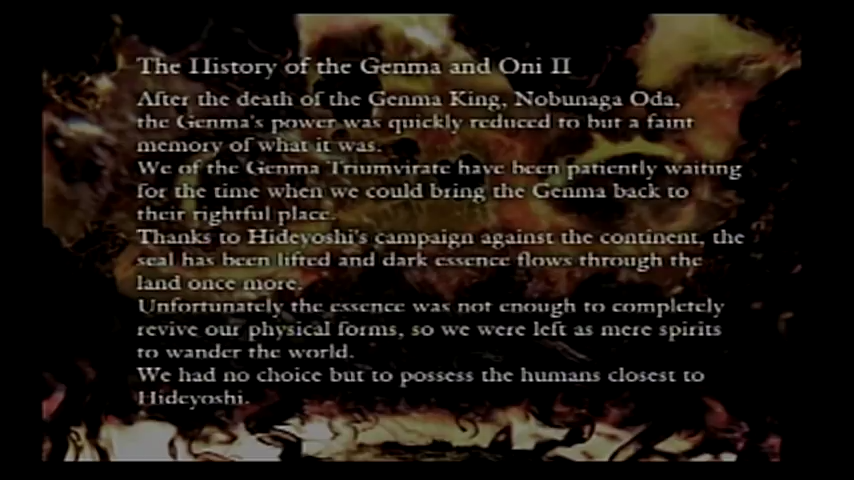 The History of the Genma and Oni II
After the death of the Genma King, Nobunaga Oda,
the Genma's power was quickly reduced to but a faint
memory of what it was.
We of the Genma Triumvirate have been patiently waiting
for the time when we could bring the Genma back to
their rightful place.
Thanks to Hideyoshi's campaign against the continent, the
seal has been lifted and dark essence flows through the
land once more.
Unfortunately the essence was not enough to completely
revive our physical forms, so we were left as mere spirits
to wander the world.
We had no choice but to possess the humans closest to
Hideyoshi.